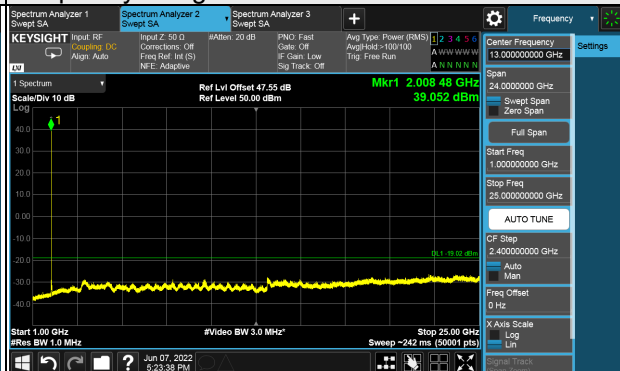 Spectrum Analyzer 1
Swept SA
Spectrum Analyzer 2
Swept SA
Spectrum Analyzer 3
Swept SA
+
Frequency
KEYSIGHT
Input: RF
Coupling: DC
Align: Auto
Input Z: 50 Ω
Corrections: Off
Freq Ref: Int (S)
NFE: Adaptive
#Atten: 20 dB
PNO: Fast
Gate: Off
IF Gain: Low
Sig Track: Off
Avg Type: Power (RMS)
Avg|Hold:>100/100
Trig: Free Run
1 2 3 4 5 6
A W W W W W
A N N N N N
LXI
Center Frequency
13.000000000 GHz
Settings
Span
24.0000000 GHz
Swept Span
Zero Span
Full Span
Start Freq
1.000000000 GHz
Stop Freq
25.000000000 GHz
AUTO TUNE
CF Step
2.400000000 GHz
Auto
Man
Freq Offset
0 Hz
X Axis Scale
Log
Lin
Signal Track
1 Spectrum
Scale/Div 10 dB
Ref Lvl Offset 47.55 dB
Ref Level 50.00 dBm
Mkr1 2.008 48 GHz
39.052 dBm
Log
1
40.0
30.0
20.0
10.0
0.00
-10.0
-20.0
-30.0
-40.0
DL1 -19.02 dBm
Start 1.00 GHz
#Res BW 1.0 MHz
#Video BW 3.0 MHz*
Stop 25.00 GHz
Sweep ~242 ms (50001 pts)
?
Jun 07, 2022
5:23:38 PM